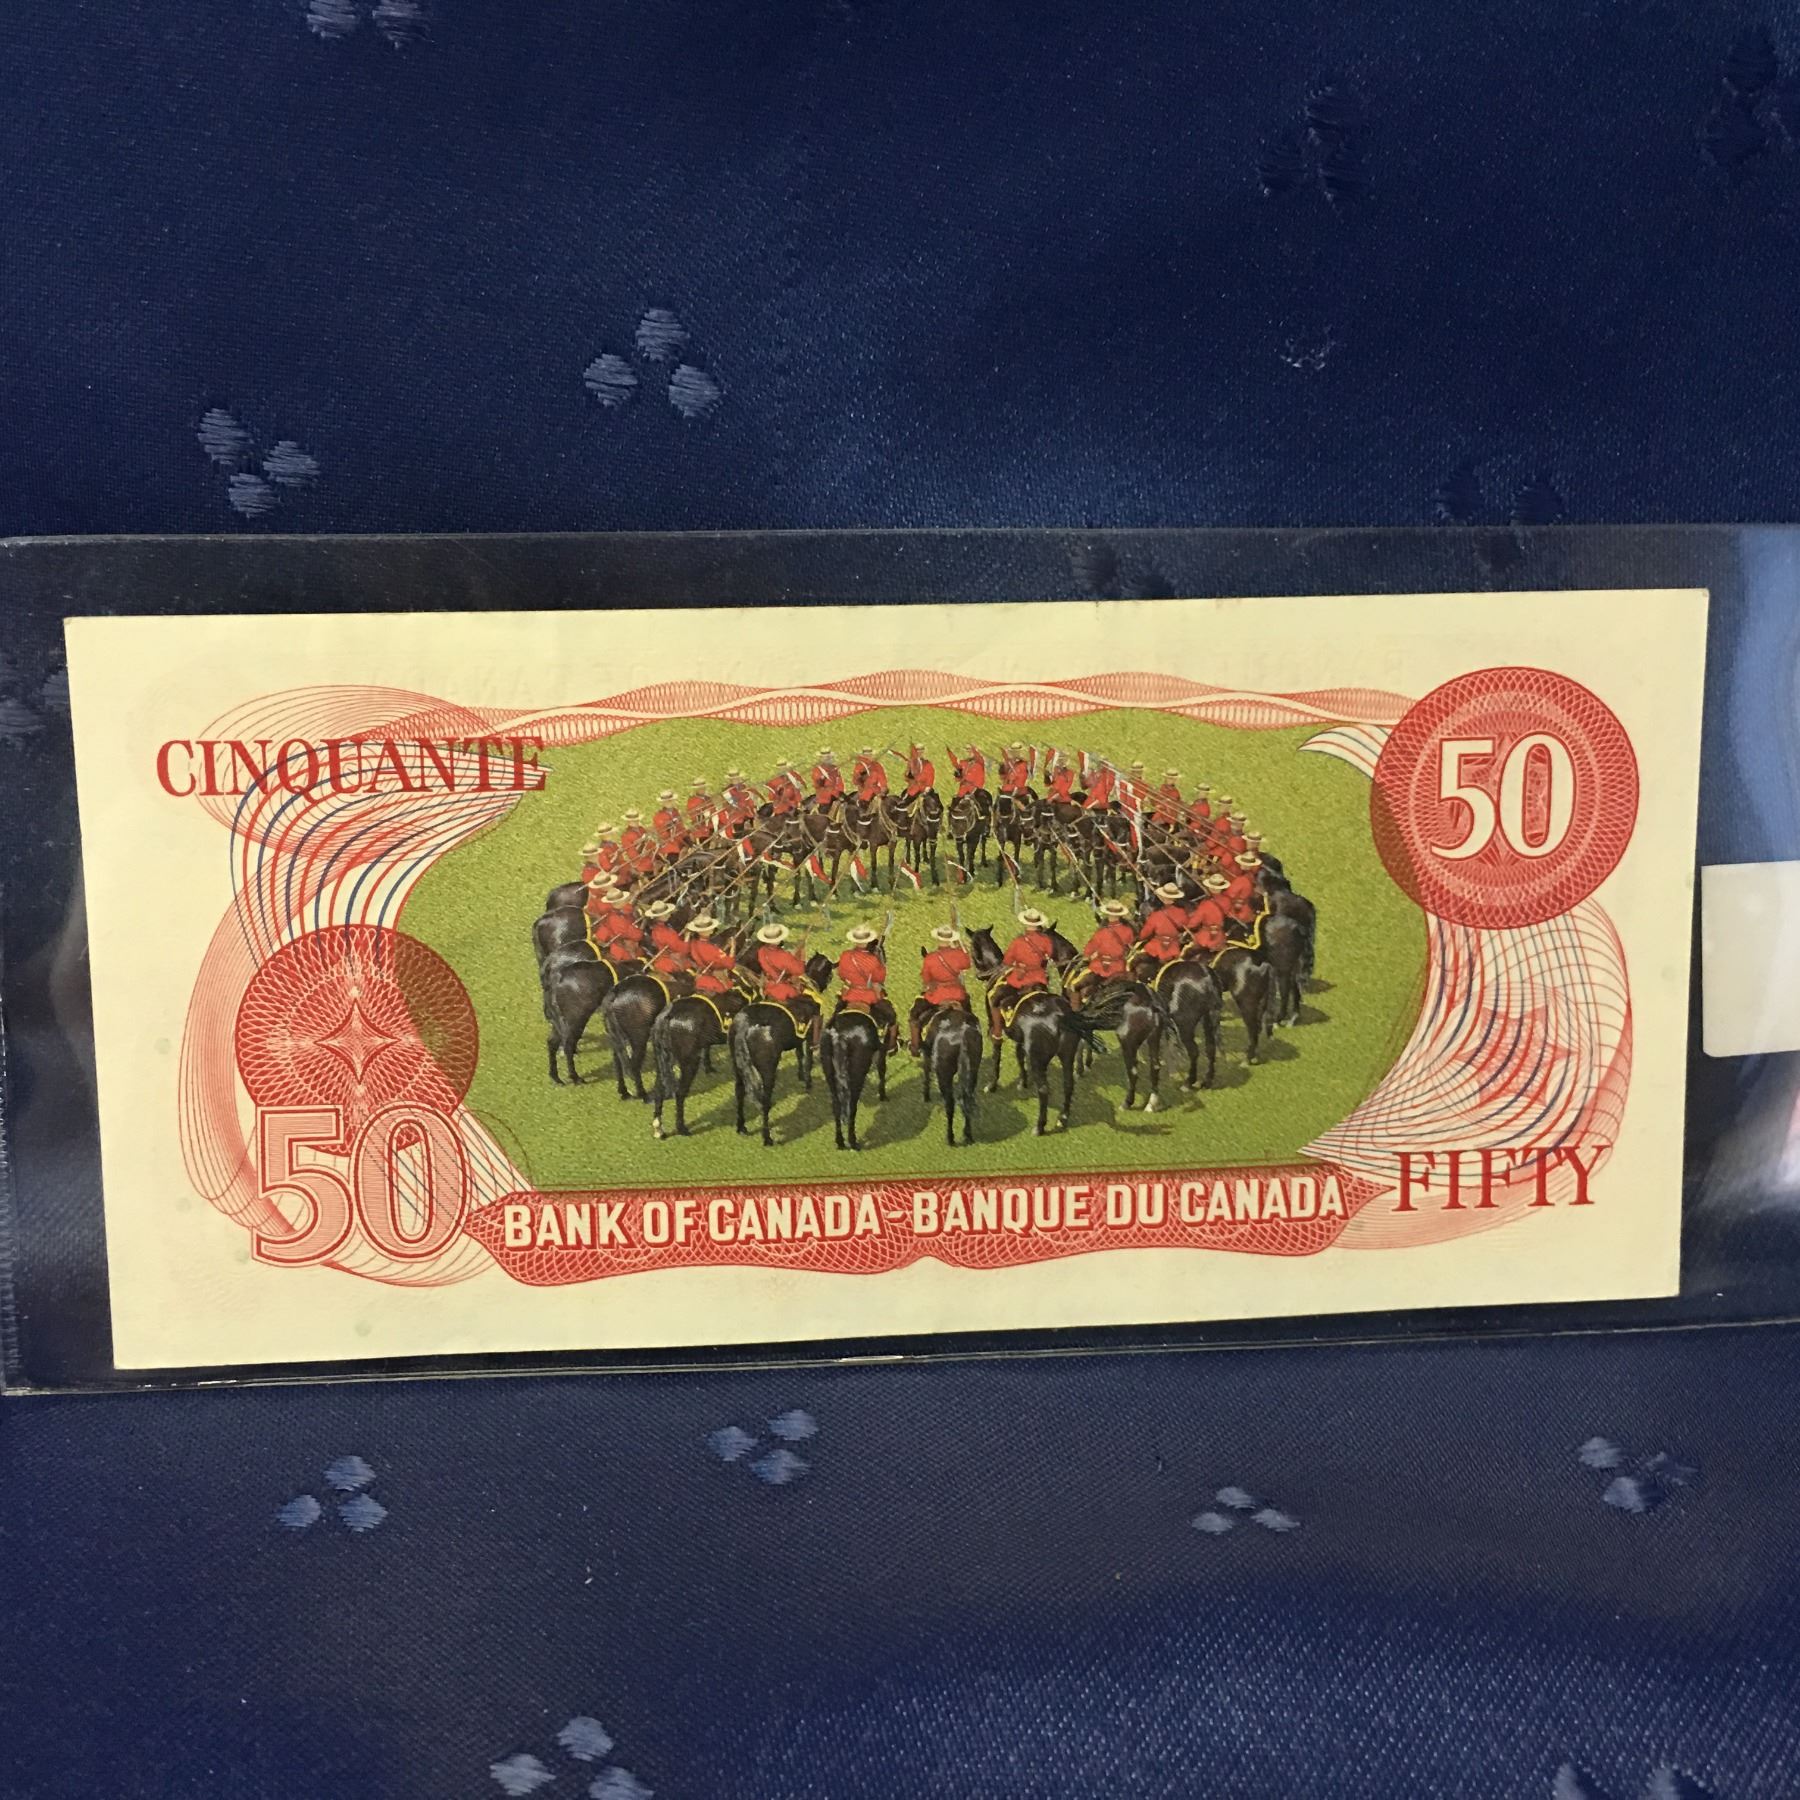 CINQUANTE
50
50
FIFTY
BANK OF CANADA-BANQUE DU CANADA